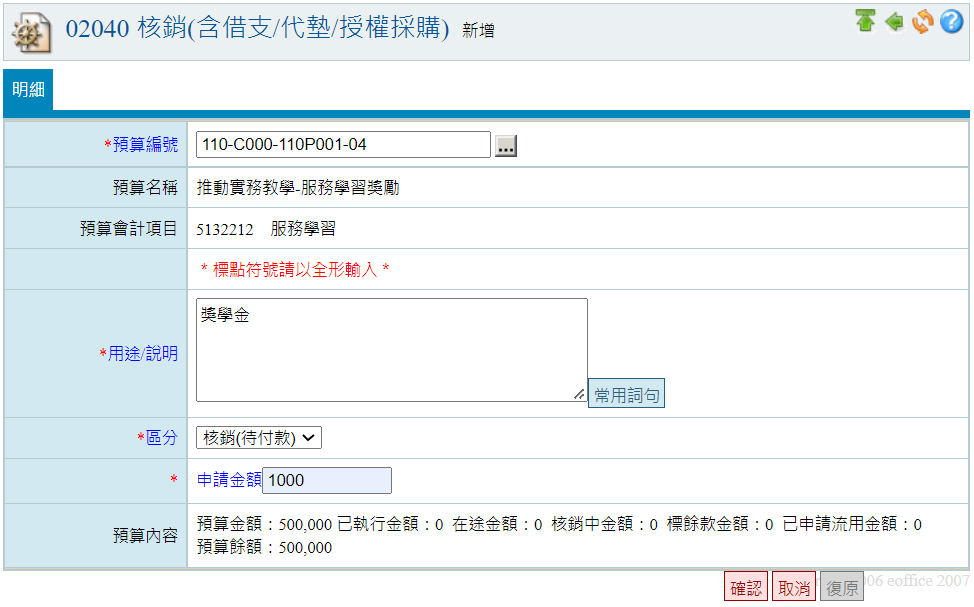 02040 核銷(含借支/代墊/授權採購) 新增
明細
*預算編號 110-C000-110P001-04 ...
預算名稱 推動實務教學-服務學習獎勵
預算會計項目 5132212 服務學習
* 標點符號請以全形輸入 *
*用途/說明 獎學金
常用詞句
*區分 核銷(待付款)
* 申請金額 1000
預算內容 預算金額：500,000 已執行金額：0 在途金額：0 核銷中金額：0 標餘款金額：0 已申請流用金額：0
預算餘額：500,000
確認 取消 復原 06 eoffice 2007